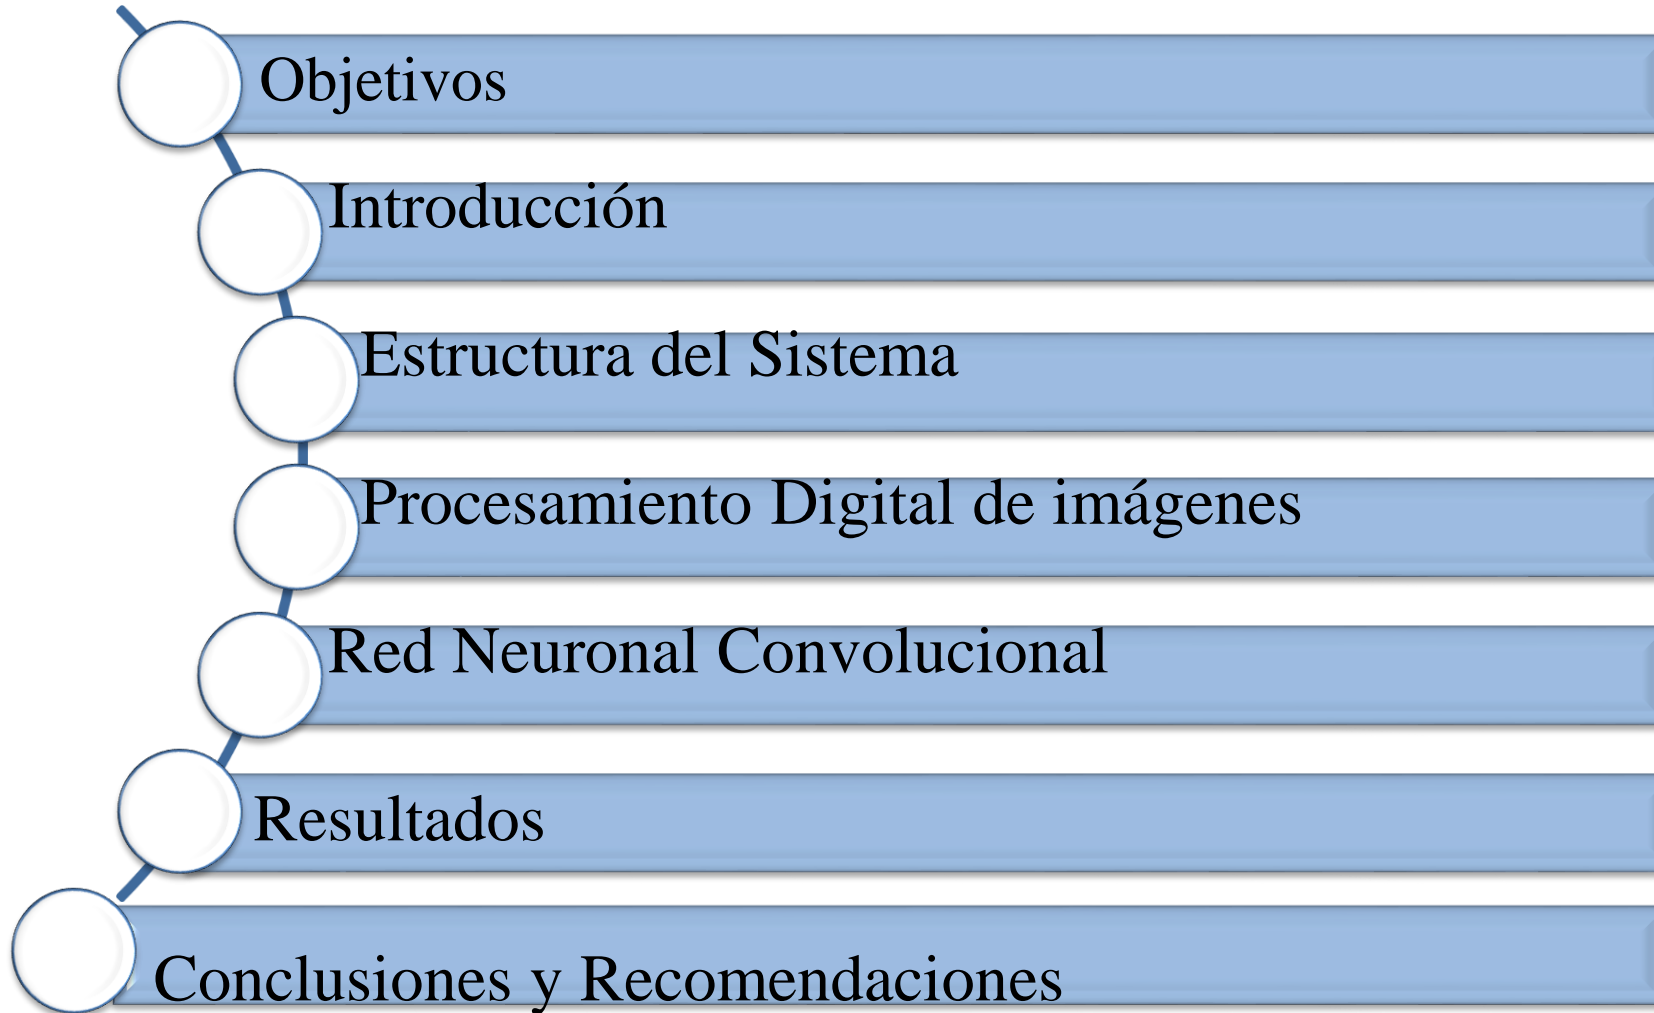 Objetivos
Introducción
Estructura del Sistema
Procesamiento Digital de imágenes
Red Neuronal Convolucional
Resultados
Conclusiones y Recomendaciones